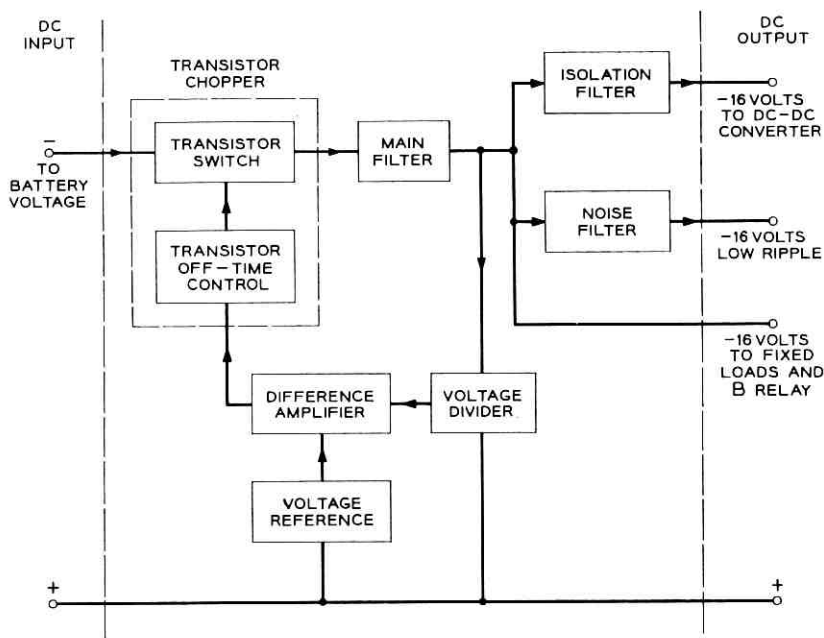 DC
INPUT
DC
OUTPUT
TRANSISTOR
CHOPPER
TRANSISTOR
SWITCH
MAIN
FILTER
ISOLATION
FILTER
-16 VOLTS
TO DC-DC
CONVERTER
−
TO
BATTERY
VOLTAGE
TRANSISTOR
OFF-TIME
CONTROL
NOISE
FILTER
-16 VOLTS
LOW RIPPLE
-16 VOLTS
TO FIXED
LOADS AND
B RELAY
DIFFERENCE
AMPLIFIER
VOLTAGE
DIVIDER
VOLTAGE
REFERENCE
+
+